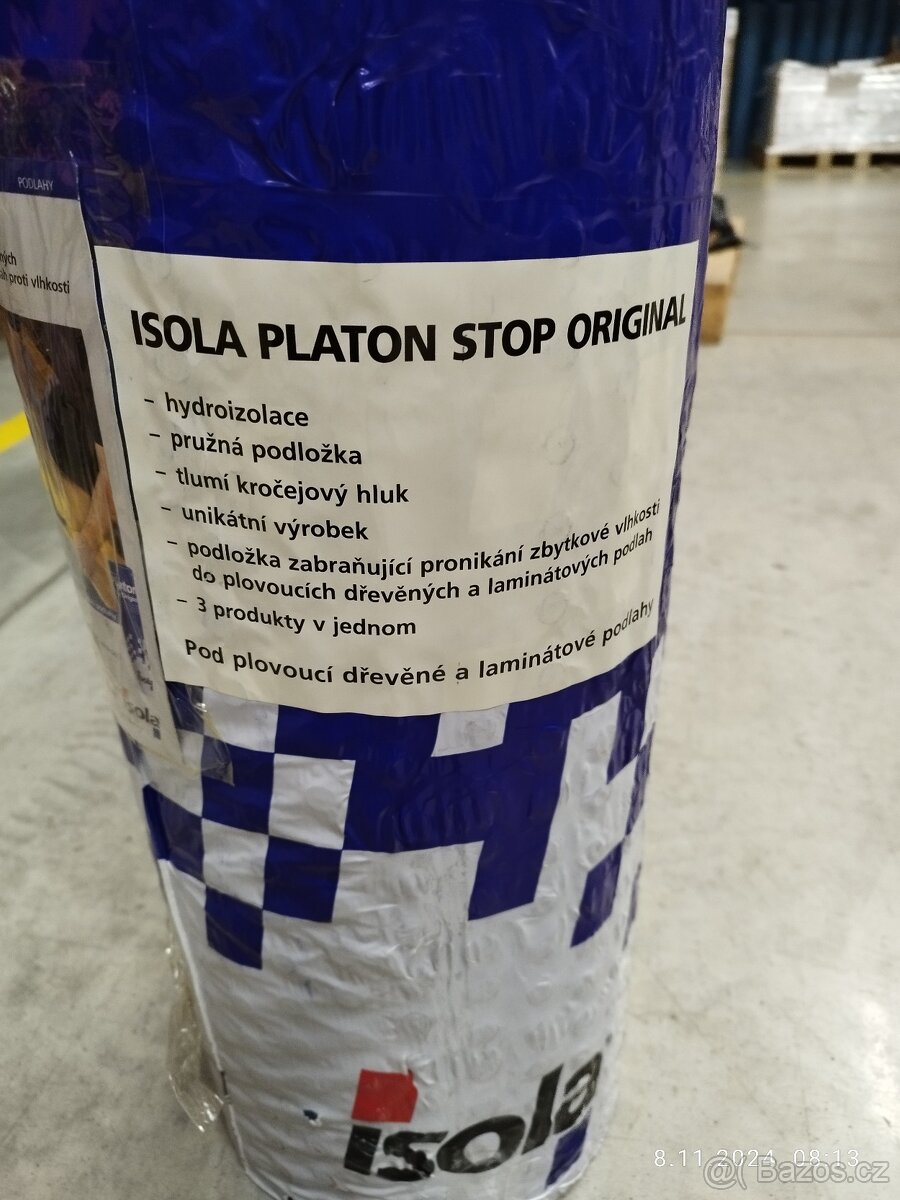 PODLAHY
proti vlhkosti
ISOLA PLATON STOP ORIGINAL
– hydroizolace
– pružná podložka
– tlumí kročejový hluk
– unikátní výrobek
– podložka zabraňující pronikání zbytkové vlhkosti
do plovoucích dřevěných a laminátových podlah
– 3 produkty v jednom
Pod plovoucí dřevěné a laminátové podlahy
isola
isola
8.11.2024 08:13
@ Bazos.cz